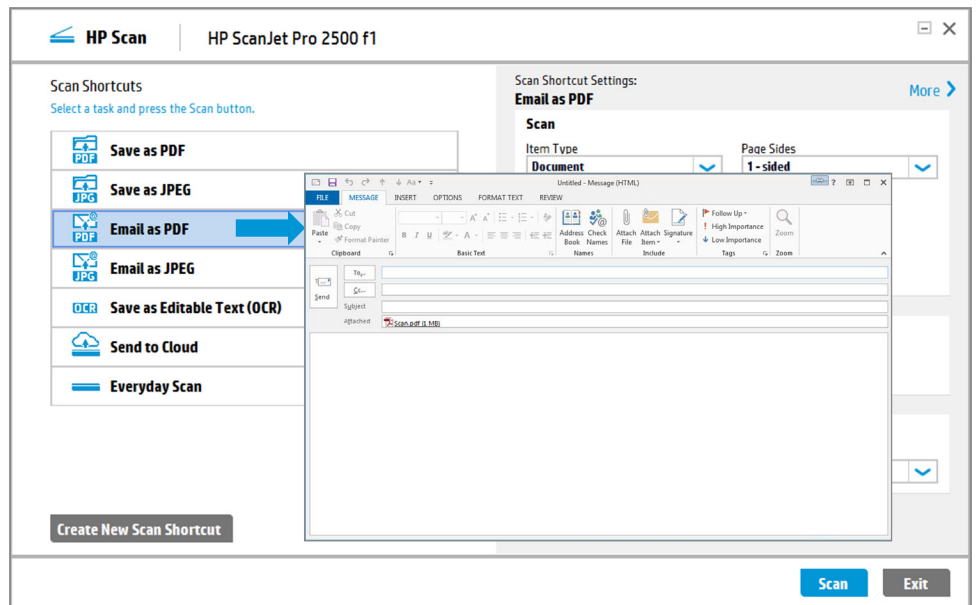 HP Scan
HP ScanJet Pro 2500 f1
Scan Shortcuts
Select a task and press the Scan button.
PDF Save as PDF
JPG Save as JPEG
PDF Email as PDF
JPG Email as JPEG
OCR Save as Editable Text (OCR)
Send to Cloud
Everyday Scan
Create New Scan Shortcut
Scan Shortcut Settings:
Email as PDF
More
Scan
Item Type
Page Sides
Document
1 - sided
Untitled - Message (HTML)
FILE MESSAGE INSERT OPTIONS FORMAT TEXT REVIEW
Paste
Cut
Copy
Format Painter
Clipboard
B I U
Basic Text
Address Book
Check Names
Names
Attach File
Attach Item
Signature
Include
Follow Up
High Importance
Low Importance
Tags
Zoom
Zoom
Send
To...
Cc...
Subject
Attached Scan.pdf (1 MB)
Scan
Exit